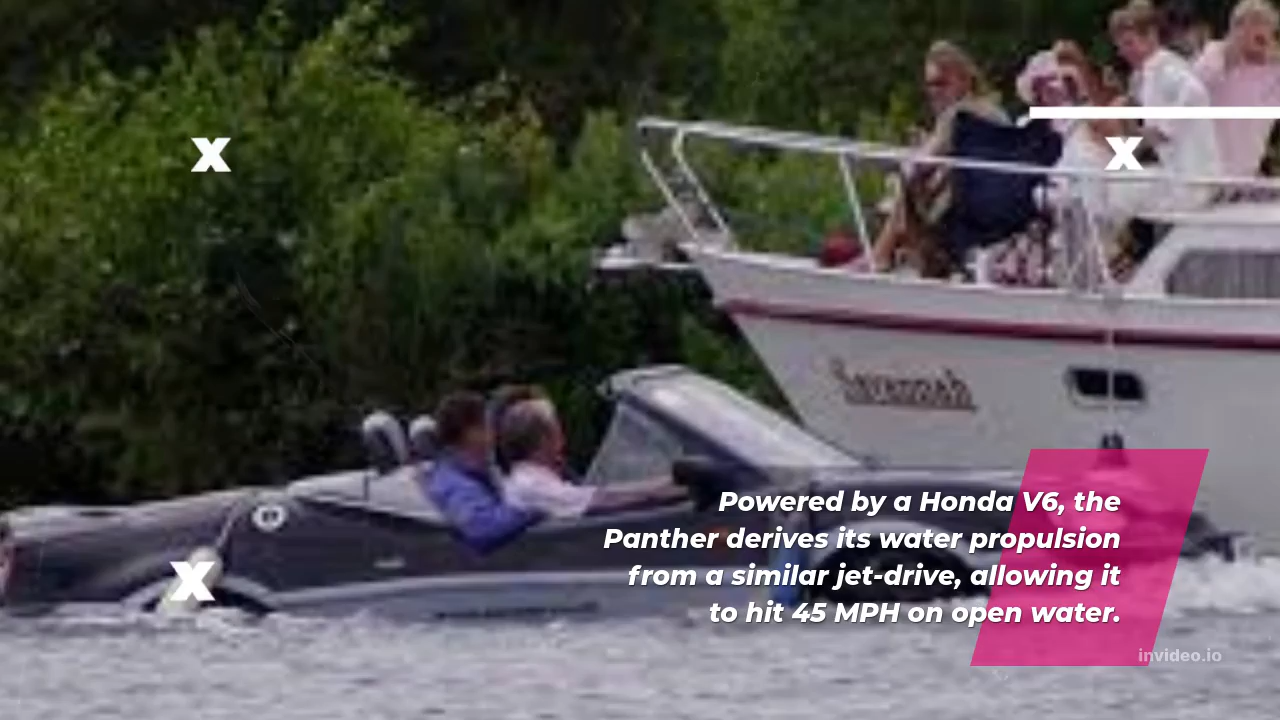 x
x
Savannah
Powered by a Honda V6, the
Panther derives its water propulsion
from a similar jet-drive, allowing it
to hit 45 MPH on open water.
x
invideo.io